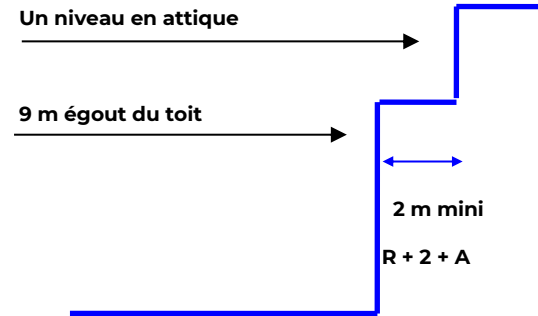 Un niveau en attique
9 m égout du toit
2 m mini
R + 2 + A